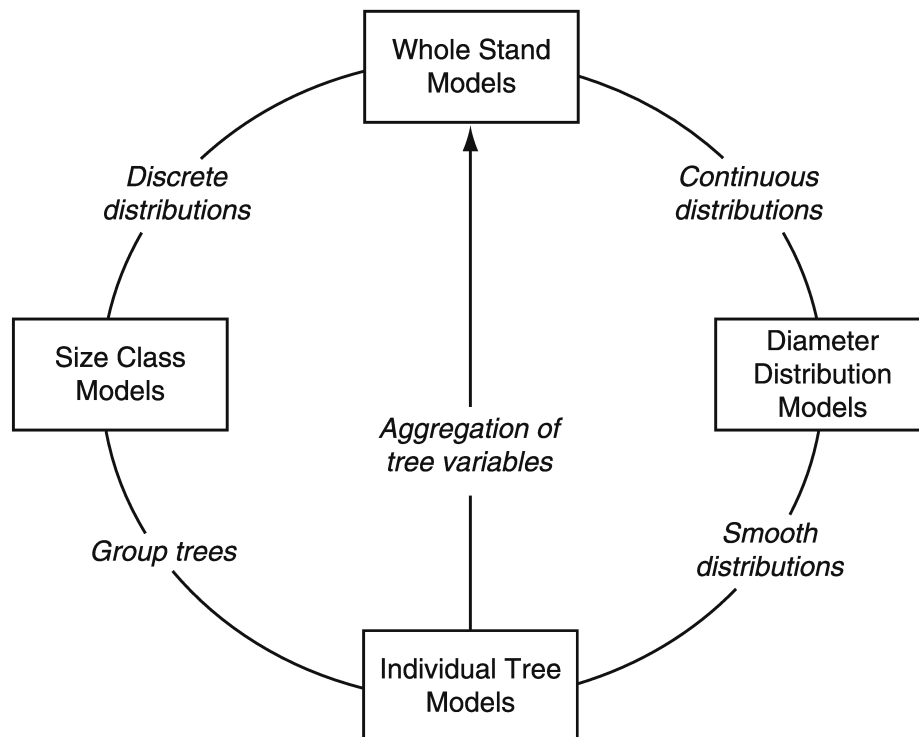 Whole Stand
Models
Discrete
distributions
Continuous
distributions
Size Class
Models
Diameter
Distribution
Models
Aggregation of
tree variables
Group trees
Smooth
distributions
Individual Tree
Models